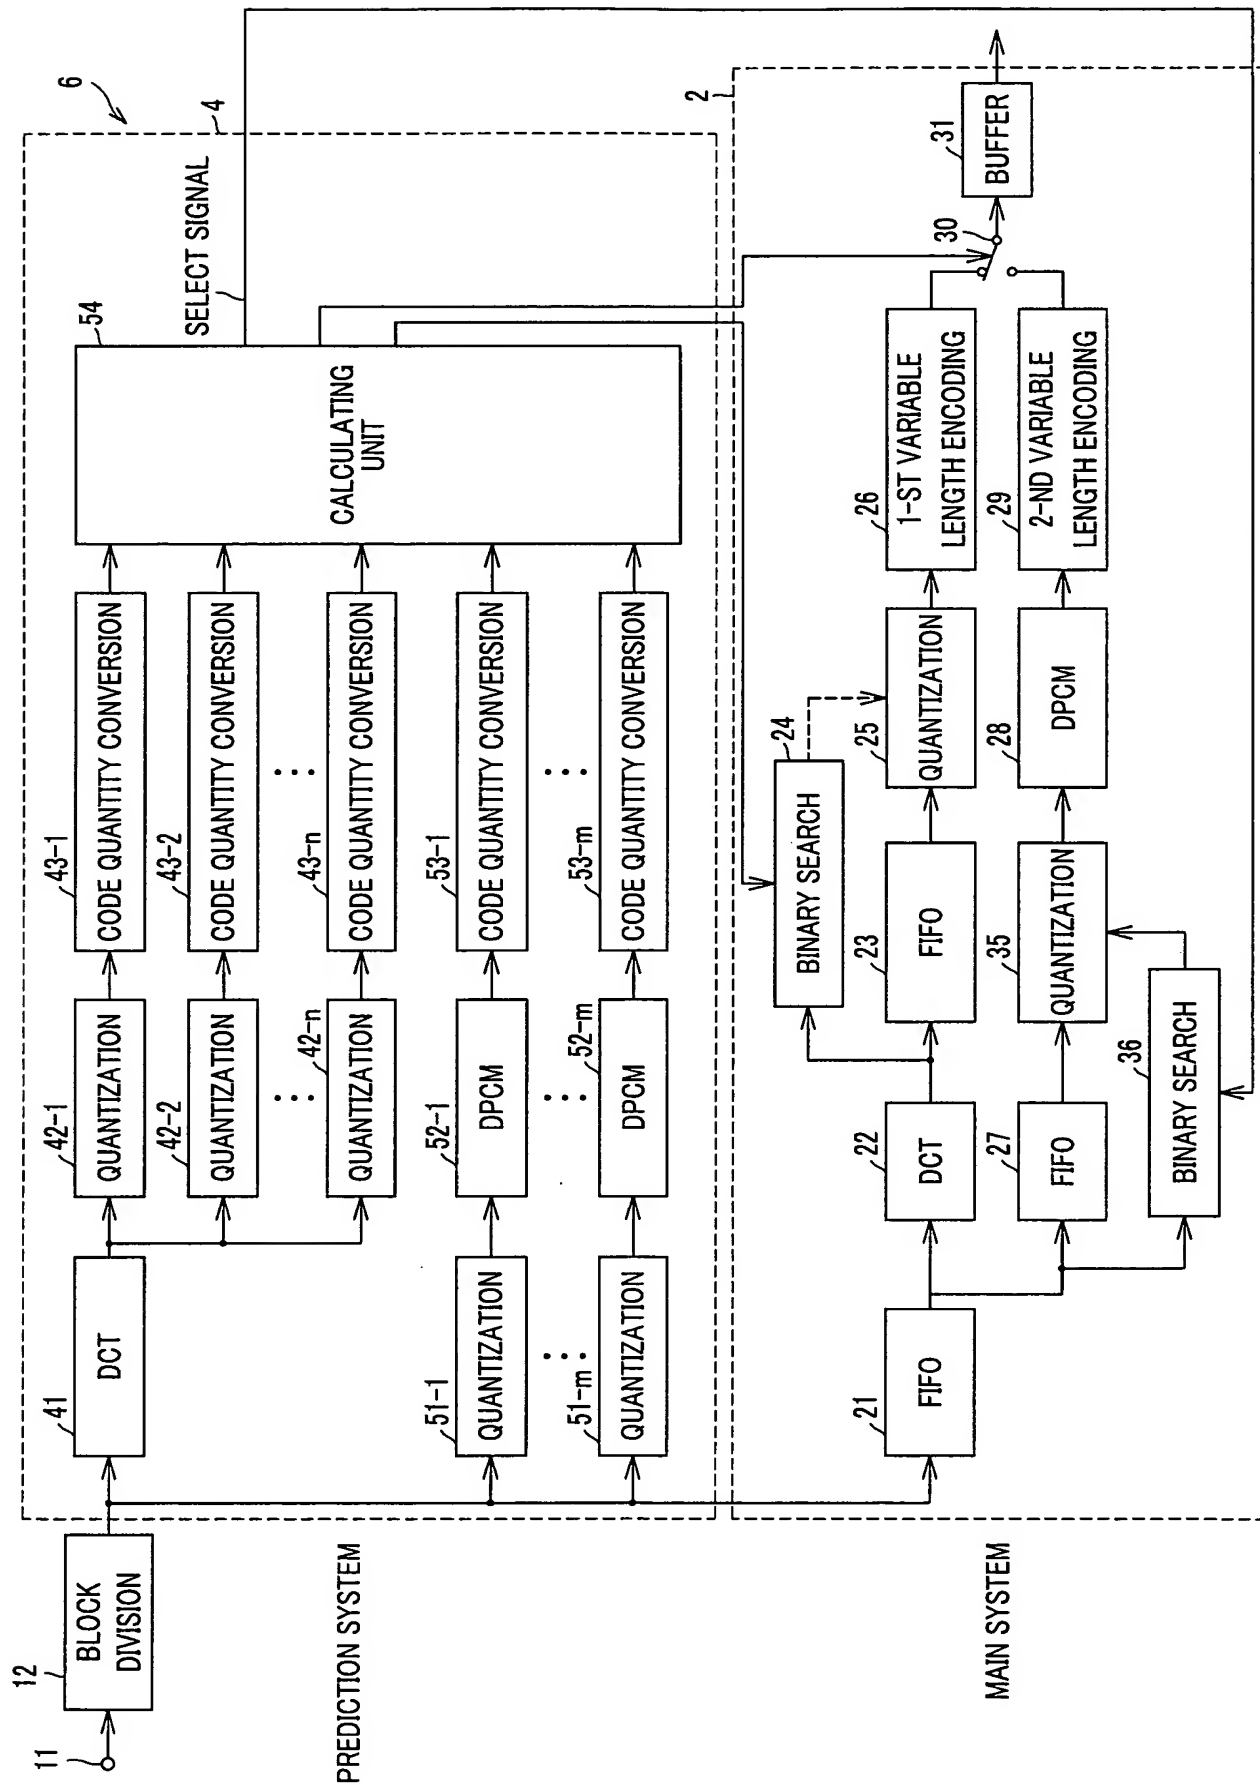 6
4
SELECT SIGNAL
11
12
BLOCK
DIVISION
PREDICTION SYSTEM
41
DCT
42-1
QUANTIZATION
43-1
CODE QUANTITY CONVERSION
42-2
QUANTIZATION
43-2
CODE QUANTITY CONVERSION
42-n
QUANTIZATION
43-n
CODE QUANTITY CONVERSION
51-1
QUANTIZATION
52-1
DPCM
53-1
CODE QUANTITY CONVERSION
51-m
QUANTIZATION
52-m
DPCM
53-m
CODE QUANTITY CONVERSION
54
CALCULATING
UNIT
2
MAIN SYSTEM
21
FIFO
22
DCT
23
FIFO
24
BINARY SEARCH
25
QUANTIZATION
26
1-ST VARIABLE
LENGTH ENCODING
27
FIFO
35
QUANTIZATION
28
DPCM
29
2-ND VARIABLE
LENGTH ENCODING
36
BINARY SEARCH
30
31
BUFFER